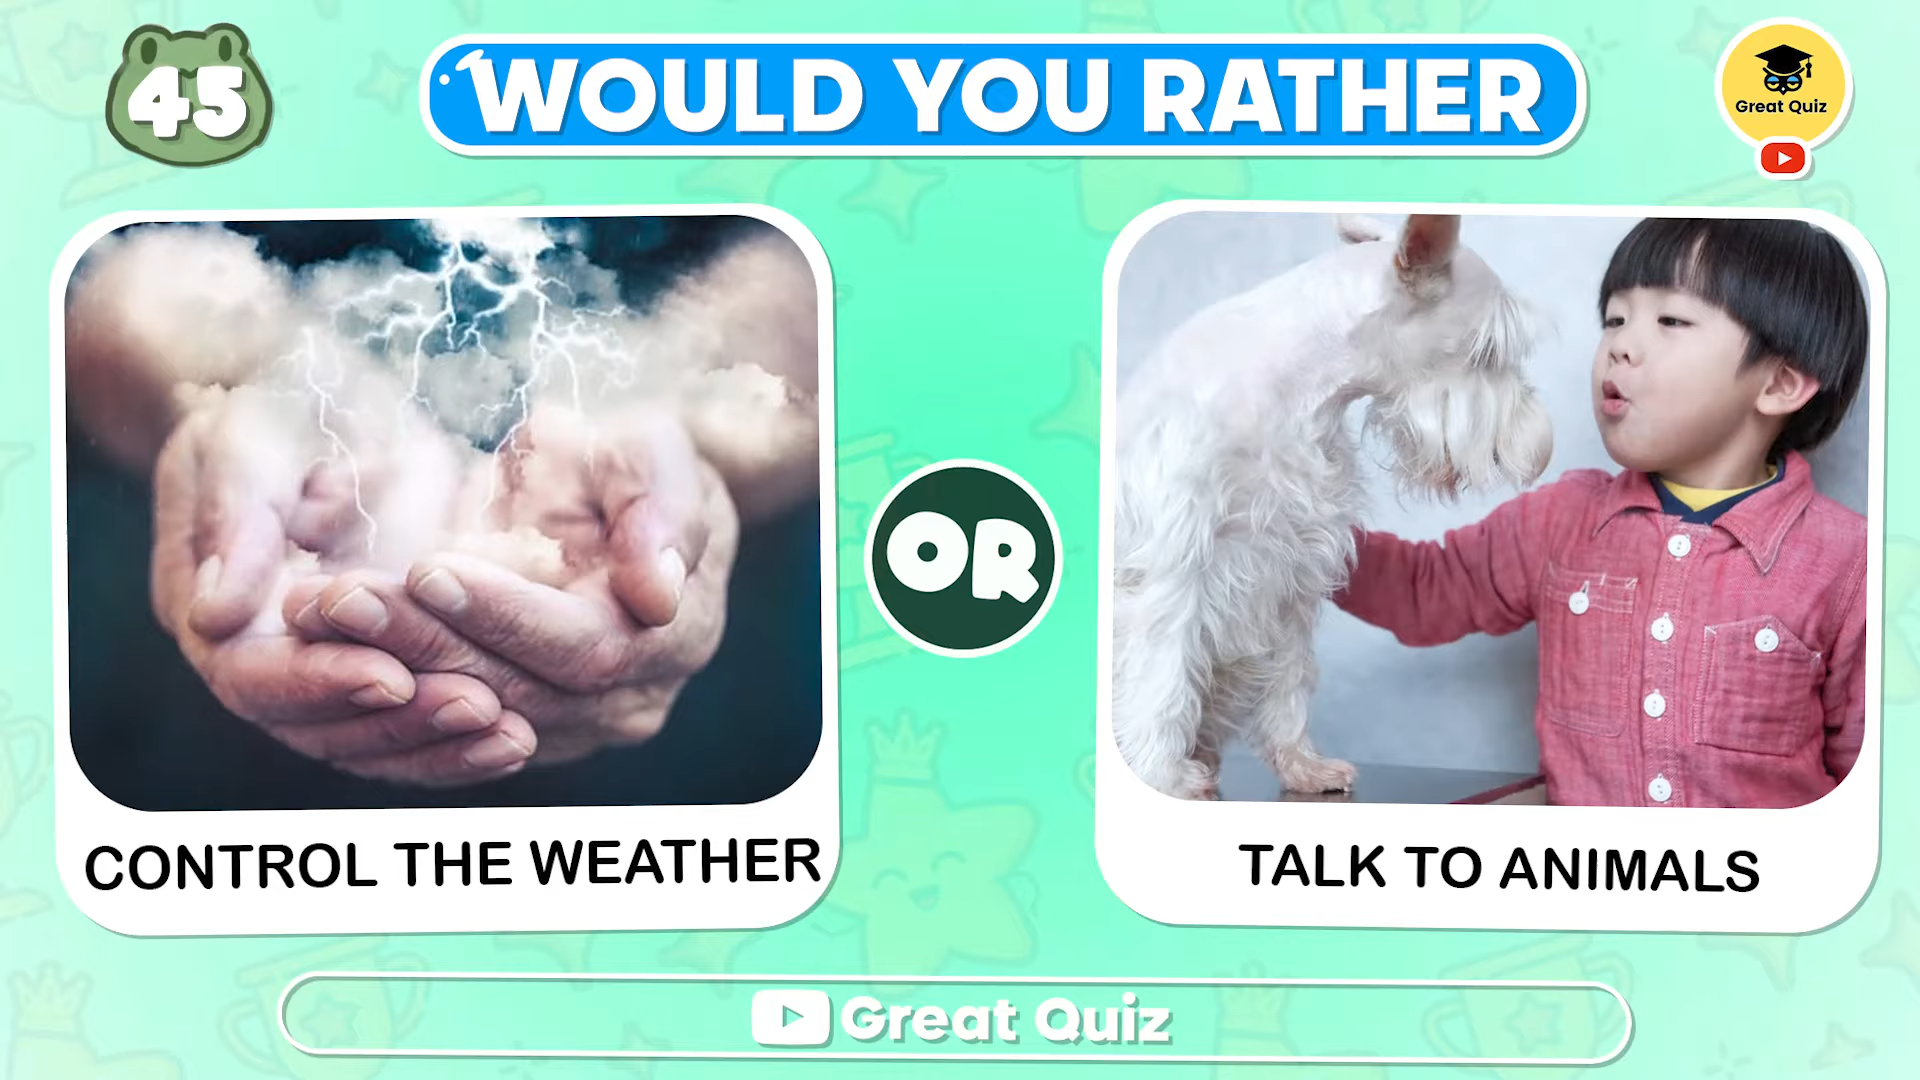 45
WOULD YOU RATHER
Great Quiz
OR
CONTROL THE WEATHER
TALK TO ANIMALS
Great Quiz